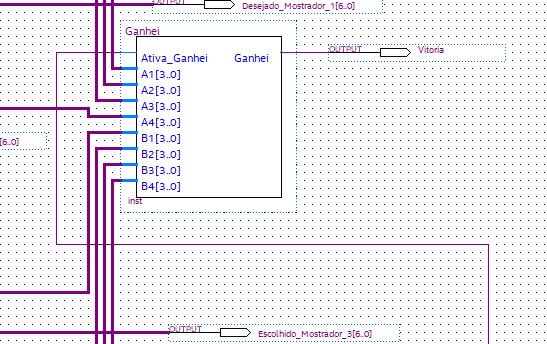 OUTPUT
Desejado_Mostrador_1[6..0]
Ganhei
Ativa_Ganhei Ganhei
OUTPUT
Vitoria
A1[3..0]
A2[3..0]
A3[3..0]
A4[3..0]
B1[3..0]
[6..0]
B2[3..0]
B3[3..0]
B4[3..0]
inst
OUTPUT
Escolhido_Mostrador_3[6..0]